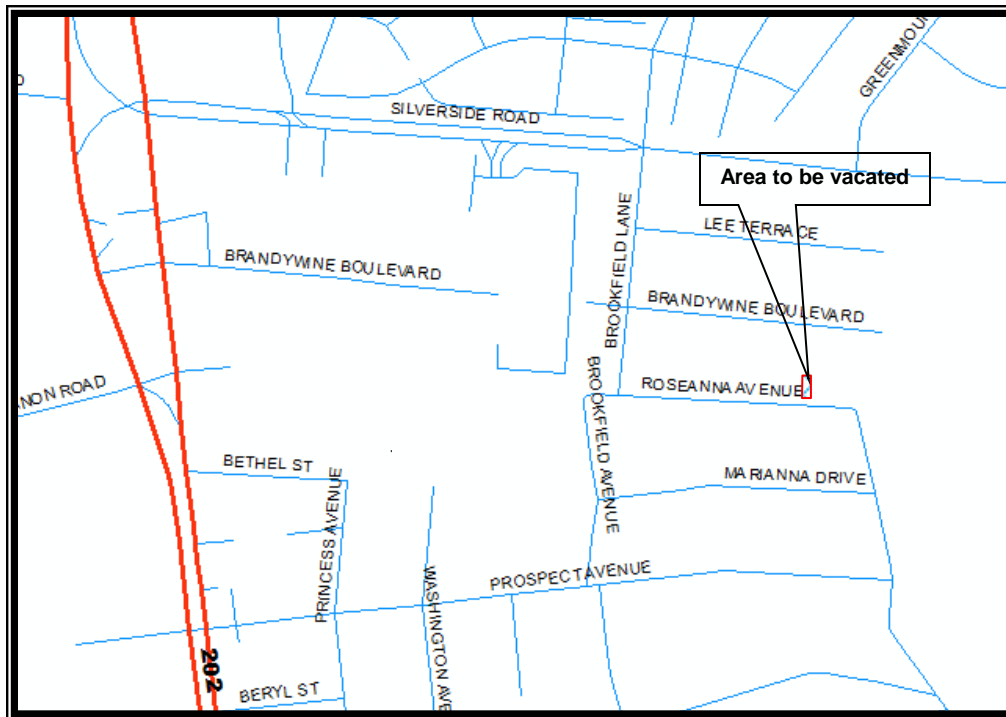 GREENMOU
SILVERSIDE ROAD
Area to be vacated
LEE TERRACE
BROOKFIELD LANE
BRANDYWINE BOULEVARD
BRANDYWINE BOULEVARD
NON ROAD
ROSEANNA AVENUE
BROOKFIELD AVENUE
BETHEL ST
MARIANNA DRIVE
PRINCESS AVENUE
PROSPECT AVENUE
WASHINGTON AVE
202
BERYL ST